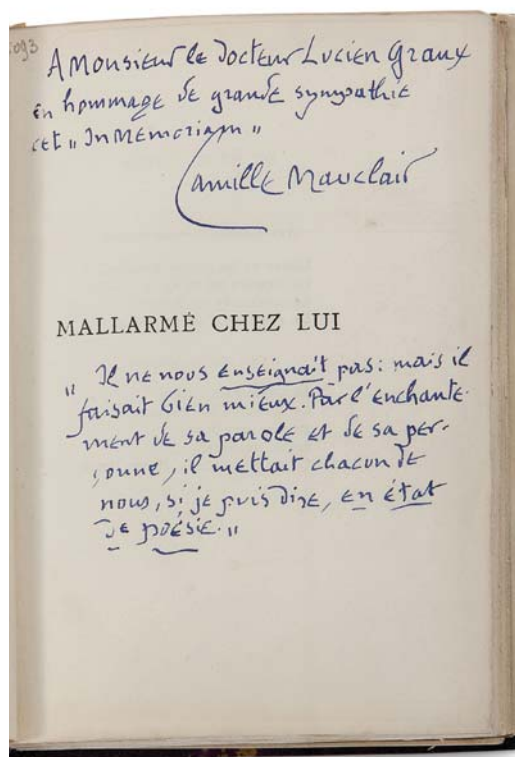 A Monsieur le Docteur Lucien Graux
en hommage de grande sympathie
cet "In Memoriam"
Camille Mauclair
MALLARMÉ CHEZ LUI
" Il ne nous enseignait pas: mais il
faisait bien mieux. Par l'enchante-
ment de sa parole et de sa per-
sonne, il mettait chacun de
nous, si je puis dire, en état
de poésie. "